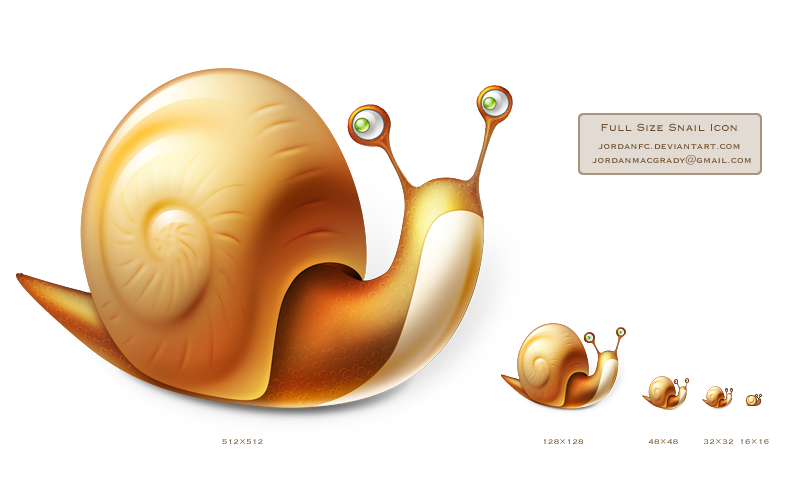 Full Size Snail Icon
jordanfc.deviantart.com
jordanmacgrady@gmail.com
512x512
128x128
48x48
32x32
16x16